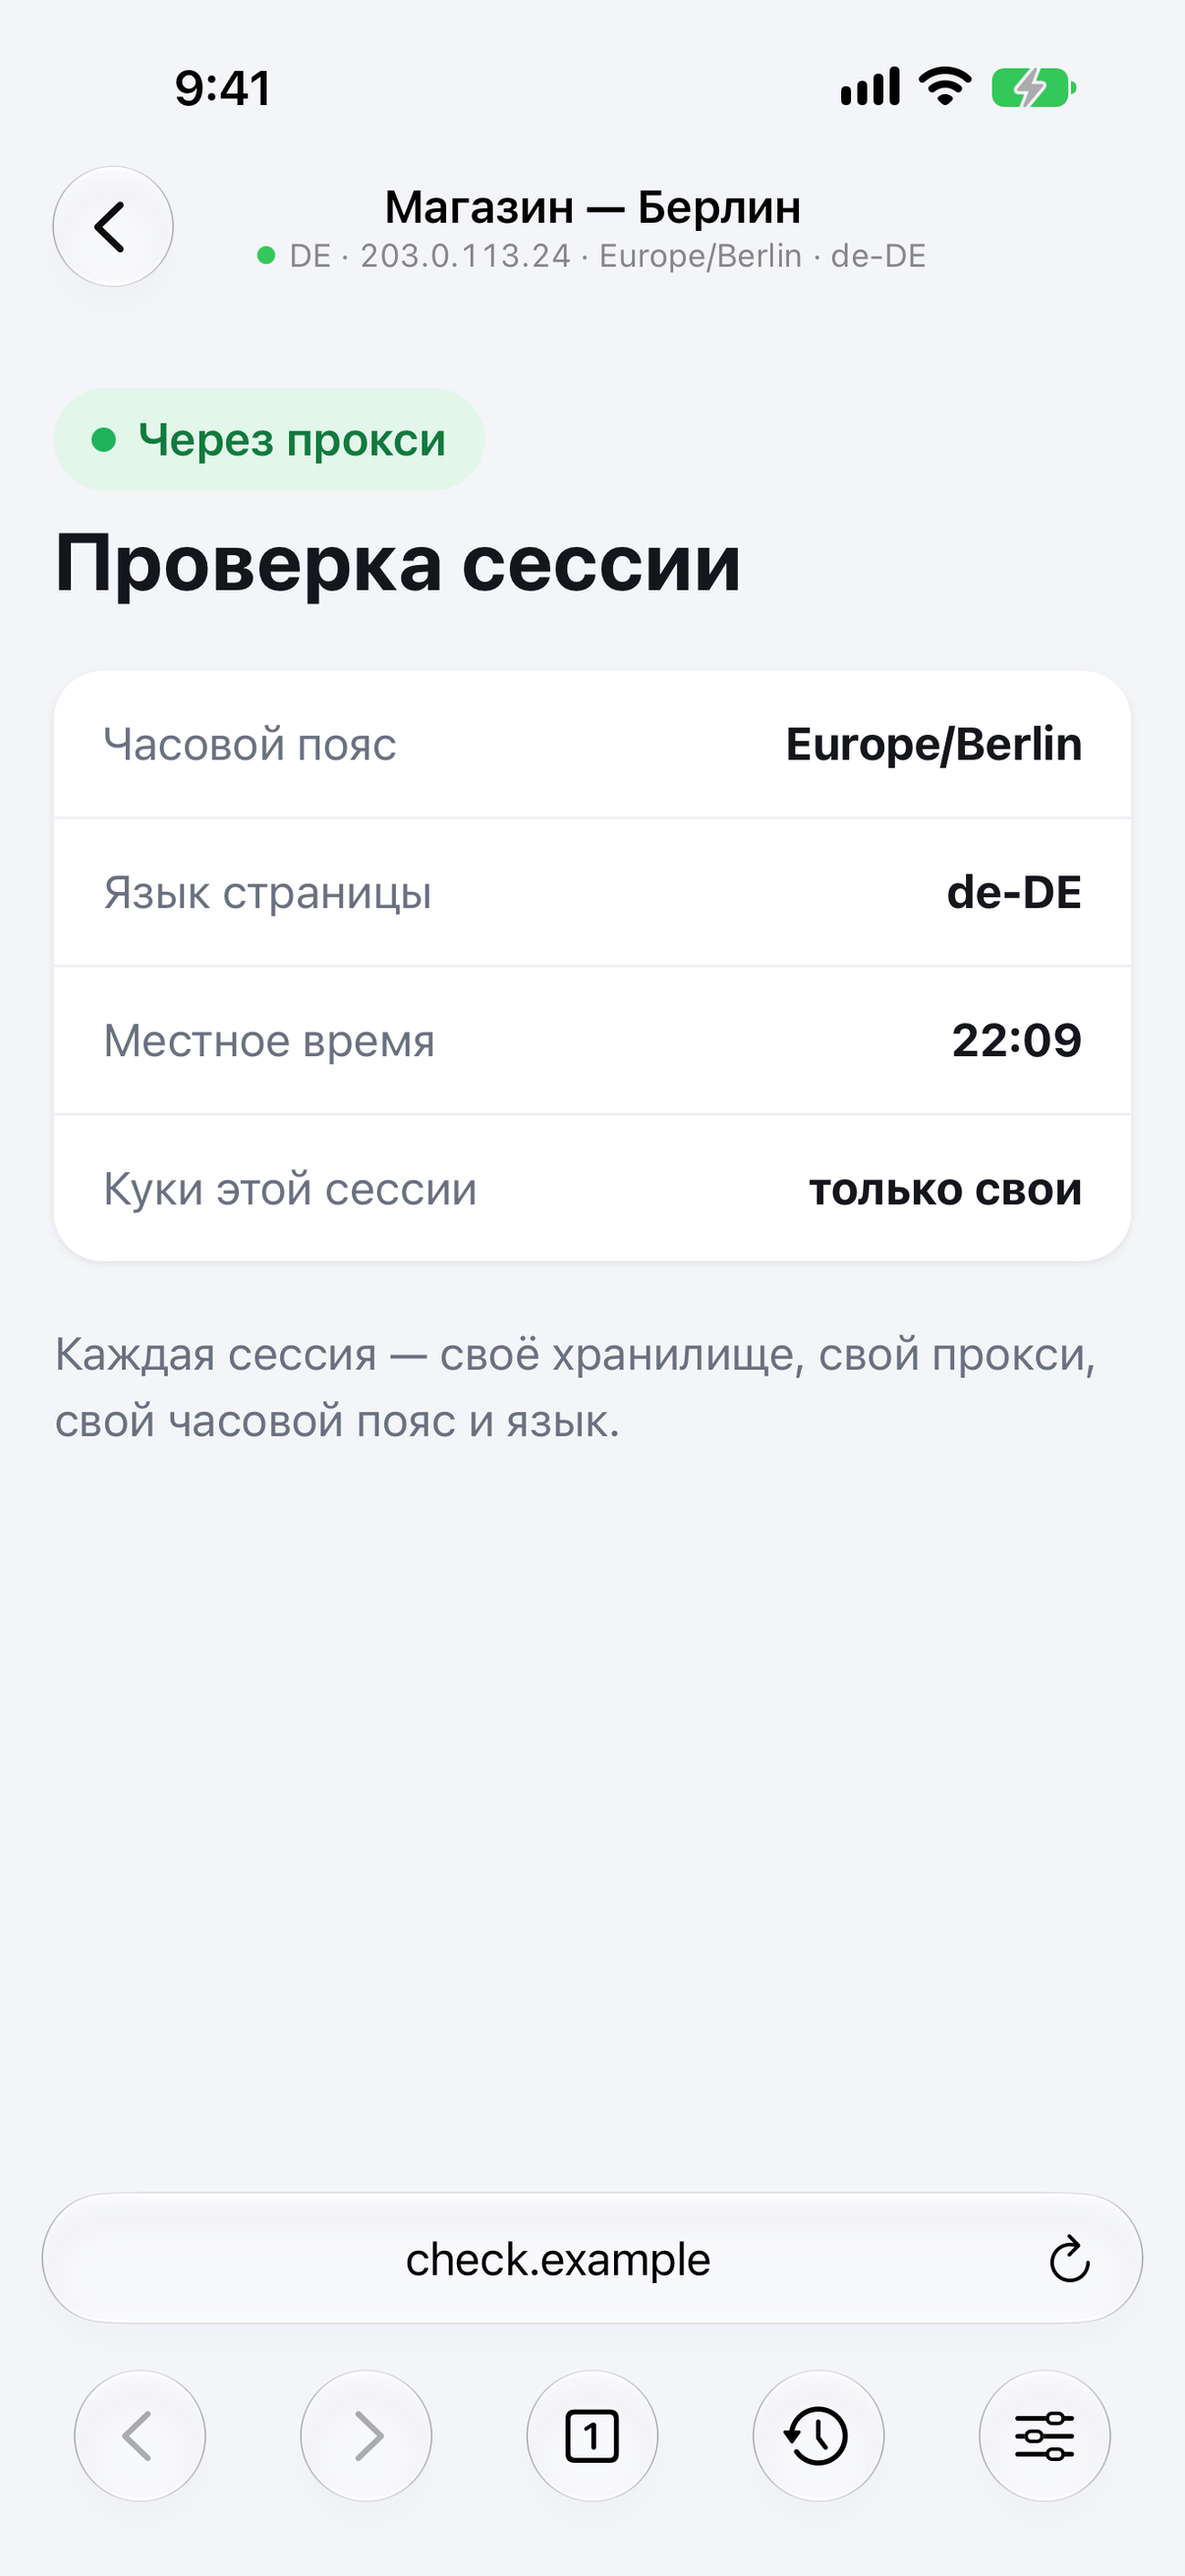 9:41
Магазин — Берлин
DE · 203.0.113.24 · Europe/Berlin · de-DE
Через прокси
Проверка сессии
Часовой пояс Europe/Berlin
Язык страницы de-DE
Местное время 22:09
Куки этой сессии только свои
Каждая сессия — своё хранилище, свой прокси,
свой часовой пояс и язык.
check.example
1